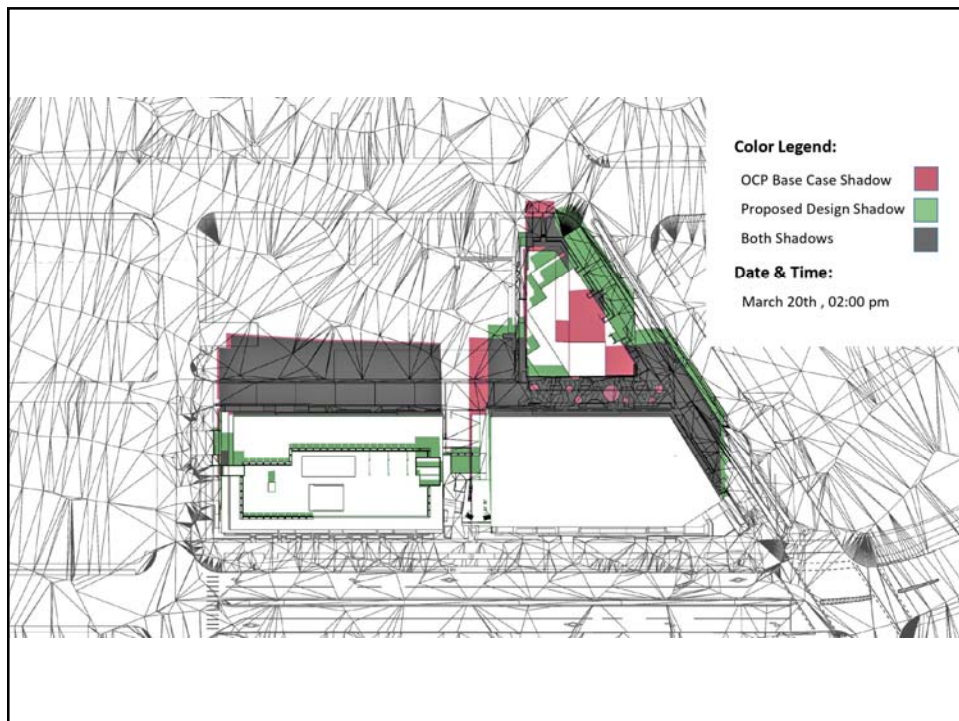 Color Legend:
OCP Base Case Shadow
Proposed Design Shadow
Both Shadows
Date & Time:
March 20th , 02:00 pm